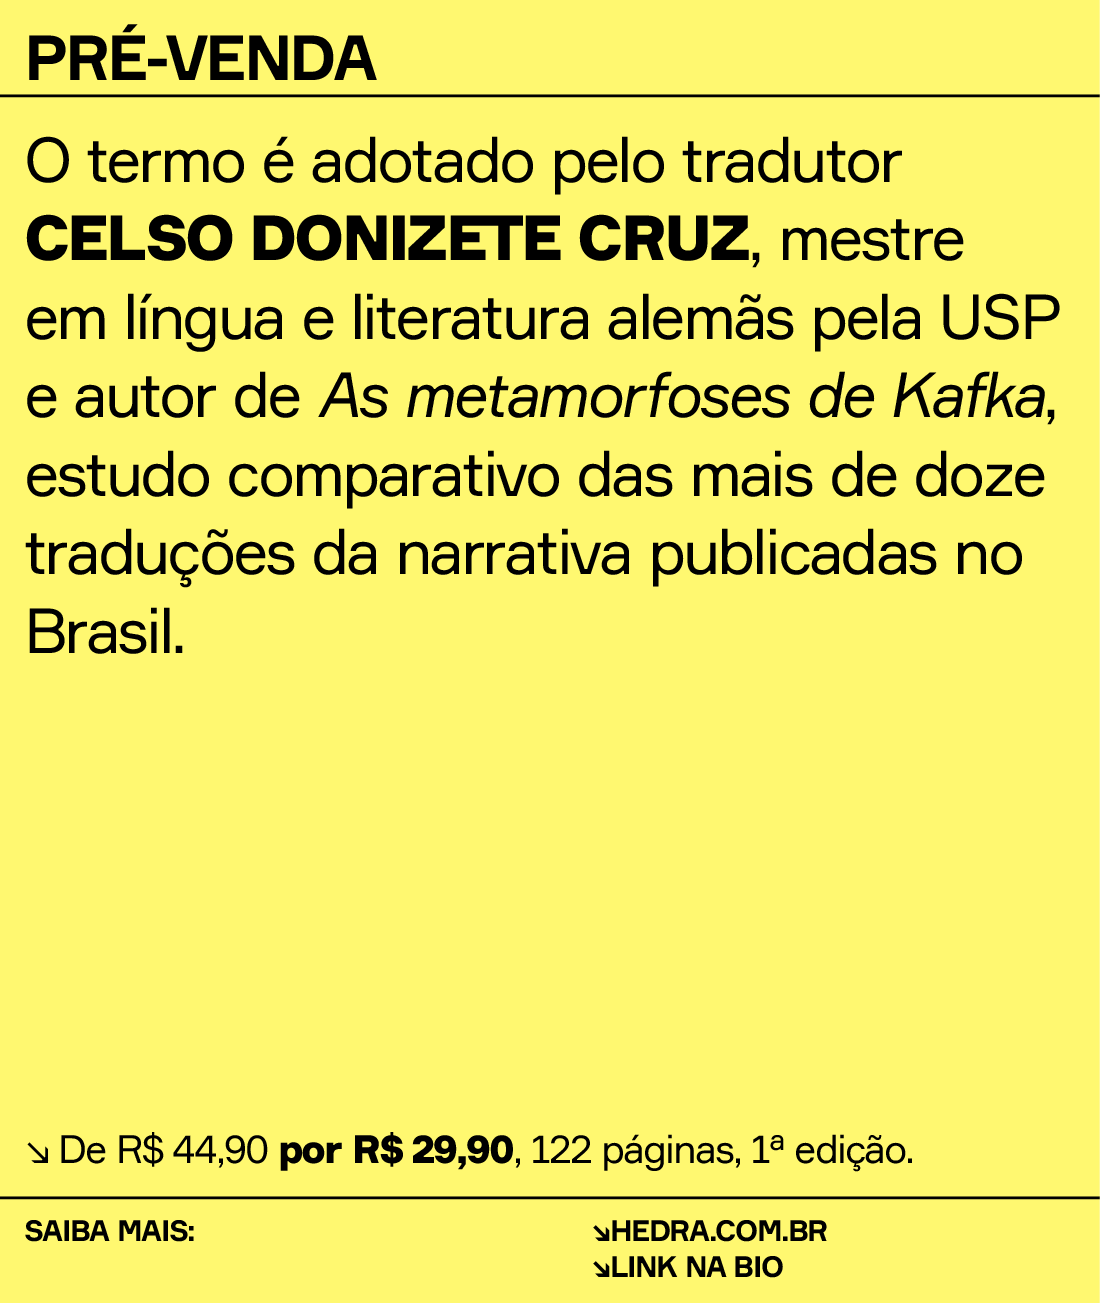 PRÉ-VENDA
O termo é adotado pelo tradutor
CELSO DONIZETE CRUZ, mestre
em língua e literatura alemãs pela USP
e autor de As metamorfoses de Kafka,
estudo comparativo das mais de doze
traduções da narrativa publicadas no
Brasil.
↘ De R$ 44,90 por R$ 29,90, 122 páginas, 1ª edição.
SAIBA MAIS:
↘HEDRA.COM.BR
↘LINK NA BIO